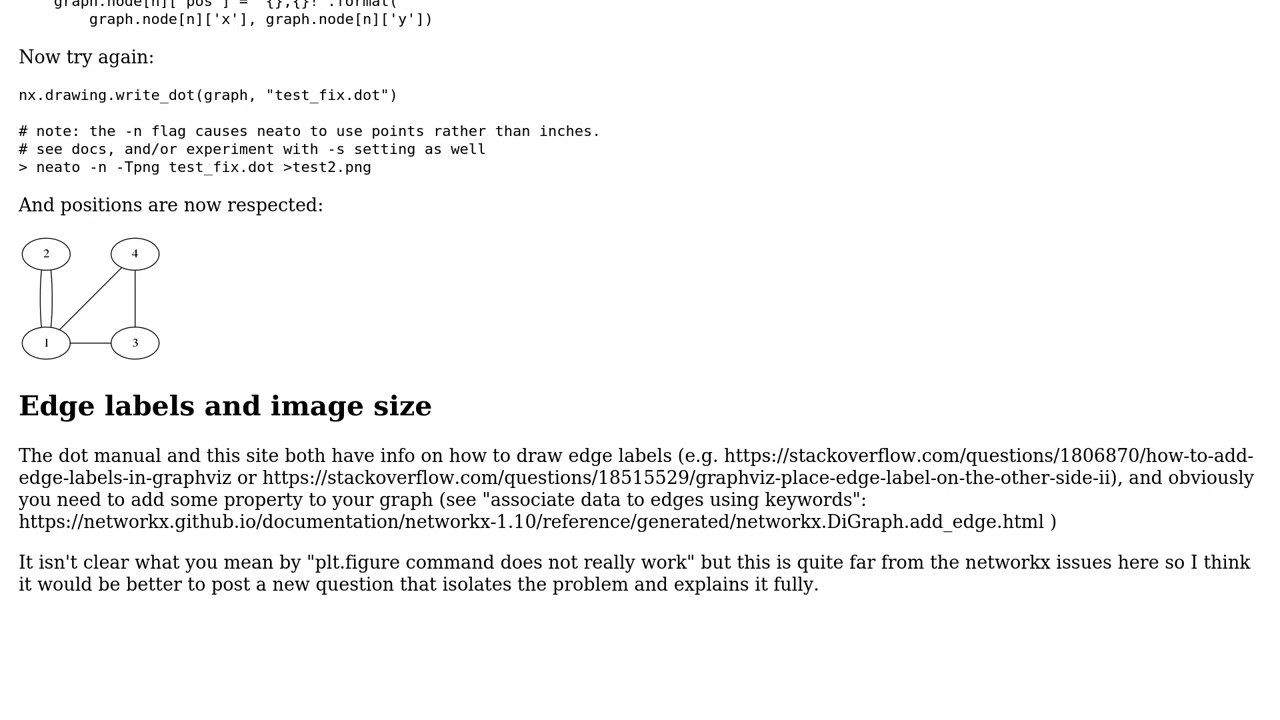 graph.node[n]['pos'] = "{},{}!".format(
graph.node[n]['x'], graph.node[n]['y'])
Now try again:
nx.drawing.write_dot(graph, "test_fix.dot")
# note: the -n flag causes neato to use points rather than inches.
# see docs, and/or experiment with -s setting as well
> neato -n -Tpng test_fix.dot >test2.png
And positions are now respected:
2 4
1 3
Edge labels and image size
The dot manual and this site both have info on how to draw edge labels (e.g. https://stackoverflow.com/questions/1806870/how-to-add-
edge-labels-in-graphviz or https://stackoverflow.com/questions/18515529/graphviz-place-edge-label-on-the-other-side-ii), and obviously
you need to add some property to your graph (see "associate data to edges using keywords":
https://networkx.github.io/documentation/networkx-1.10/reference/generated/networkx.DiGraph.add_edge.html )
It isn't clear what you mean by "plt.figure command does not really work" but this is quite far from the networkx issues here so I think
it would be better to post a new question that isolates the problem and explains it fully.